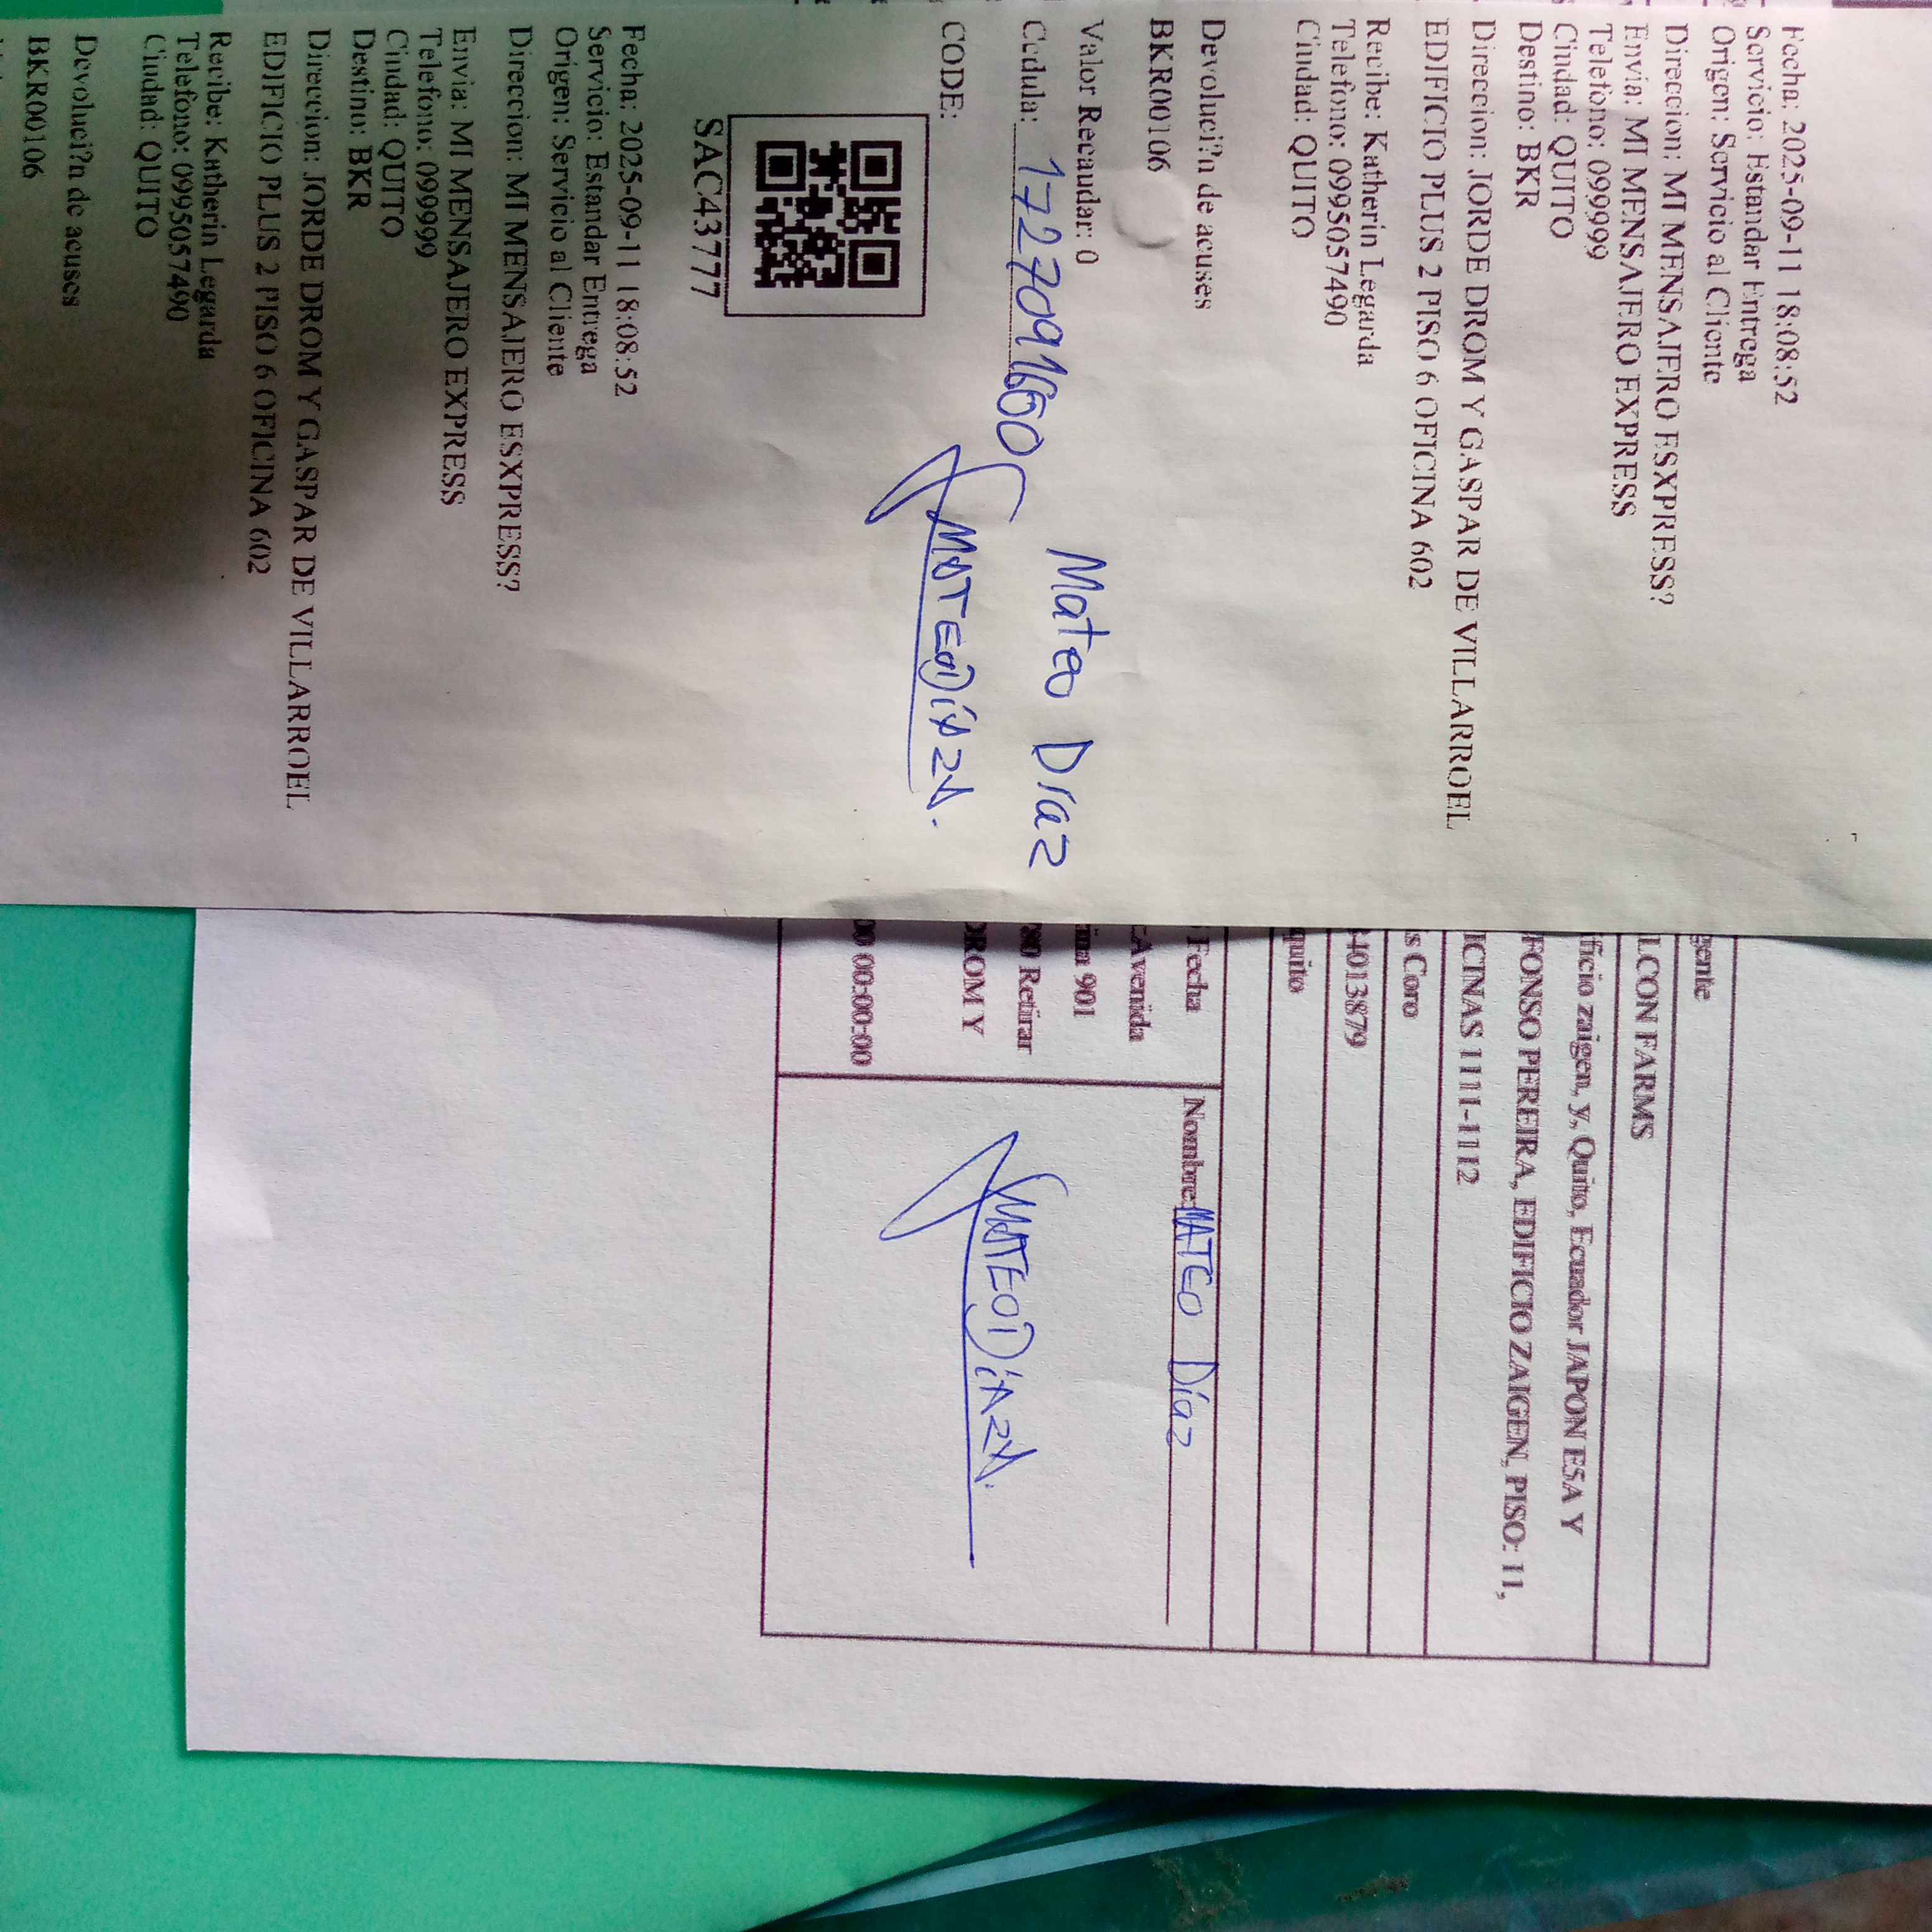 Fecha: 2025-09-11 18:08:52
Servicio: Estandar Entrega
Origen: Servicio al Cliente
Direccion: MI MENSAJERO ESXPRESS?
Envia: MI MENSAJERO EXPRESS
Telefono: 099999
Ciudad: QUITO
Destino: BKR
Direccion: JORDE DROM Y GASPAR DE VILLARROEL
EDIFICIO PLUS 2 PISO 6 OFICINA 602
Recibe: Katherin Legarda
Telefono: 0995057490
Ciudad: QUITO
Devoluci?n de acuses
BKR00106
Valor Recaudar: 0
Cedula: 1727091660
Mateo Díaz
CODE:
MATEO DíAZ A.
SAC43777
Fecha: 2025-09-11 18:08:52
Servicio: Estandar Entrega
Origen: Servicio al Cliente
Direccion: MI MENSAJERO ESXPRESS?
Envia: MI MENSAJERO EXPRESS
Telefono: 099999
Ciudad: QUITO
Destino: BKR
Direccion: JORDE DROM Y GASPAR DE VILLARROEL
EDIFICIO PLUS 2 PISO 6 OFICINA 602
Recibe: Katherin Legarda
Telefono: 0995057490
Ciudad: QUITO
Devoluci?n de acuses
BKR00106
gente
LCON FARMS
ificio zaigen, y, Quito, Ecuador JAPON ESA Y
FONSO PEREIRA, EDIFICIO ZAIGEN, PISO: 11,
ICINAS 1111-1112
s Coro
4013879
quito
Fecha
Avenida
901
Retirar
DROM Y
00:00:00
Nombre: MATEO Díaz
MATEO DíAZ A.